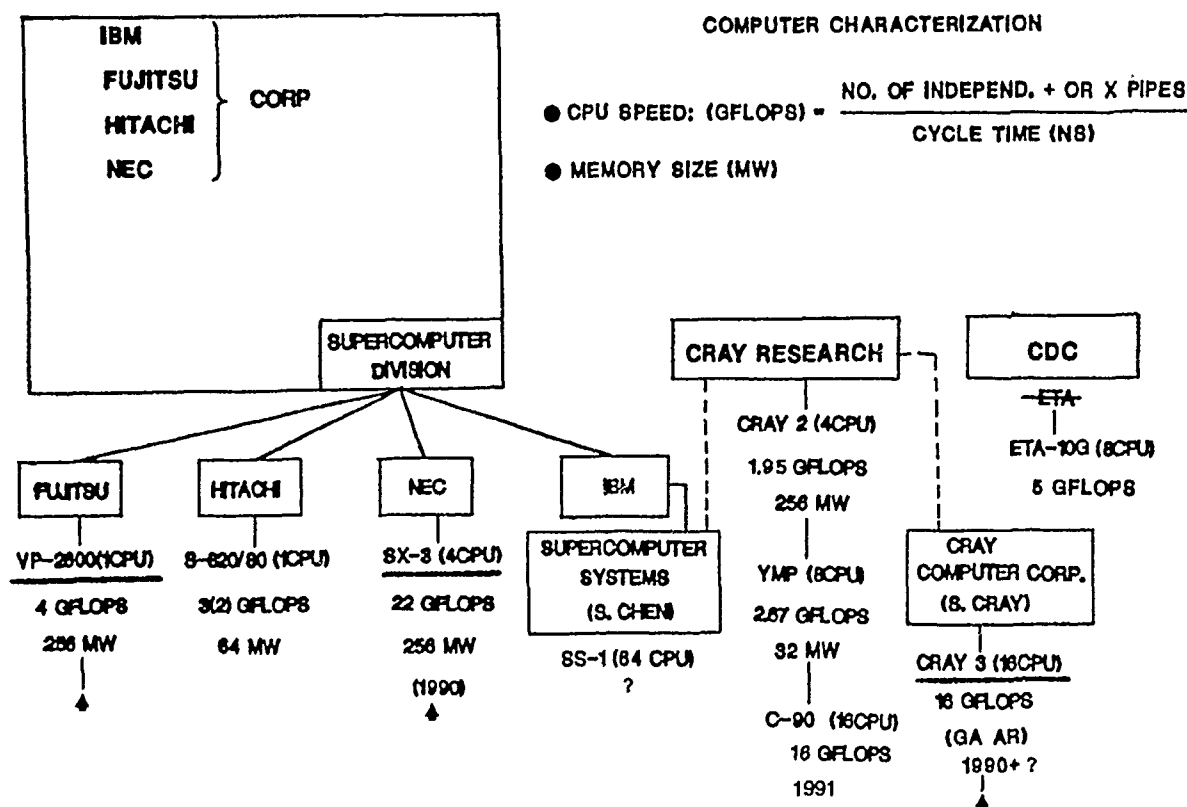 IBM
FUJITSU
HITACHI
NEC
CORP
COMPUTER CHARACTERIZATION
● CPU SPEED: (GFLOPS) = NO. OF INDEPEND. + OR X PIPES
CYCLE TIME (NS)
● MEMORY SIZE (MW)
SUPERCOMPUTER
DIVISION
FUJITSU
VP-2600(1CPU)
4 GFLOPS
256 MW
HITACHI
S-820/80 (1CPU)
3(2) GFLOPS
64 MW
NEC
SX-3 (4CPU)
22 GFLOPS
256 MW
(1990)
IBM
SUPERCOMPUTER
SYSTEMS
(S. CHEN)
SS-1 (64 CPU)
?
CRAY RESEARCH
CRAY 2 (4CPU)
1.95 GFLOPS
256 MW
YMP (8CPU)
2.67 GFLOPS
32 MW
C-90 (16CPU)
16 GFLOPS
1991
CRAY
COMPUTER CORP.
(S. CRAY)
CRAY 3 (16CPU)
16 GFLOPS
(GA AR)
1990+ ?
CDC
ETA
ETA-10G (8CPU)
5 GFLOPS